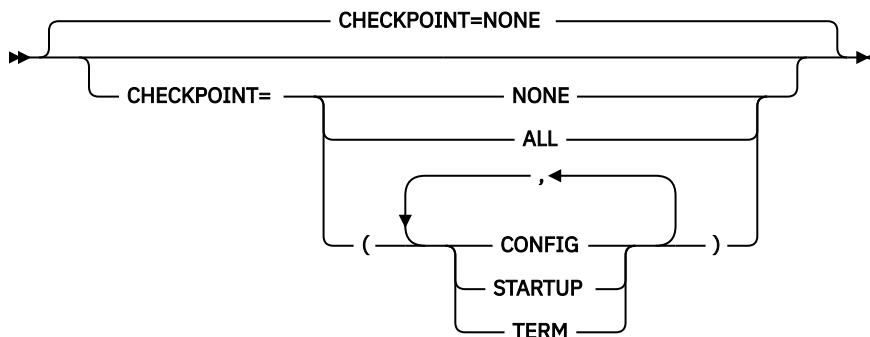 CHECKPOINT=NONE
CHECKPOINT= NONE
ALL
,
( CONFIG )
STARTUP
TERM